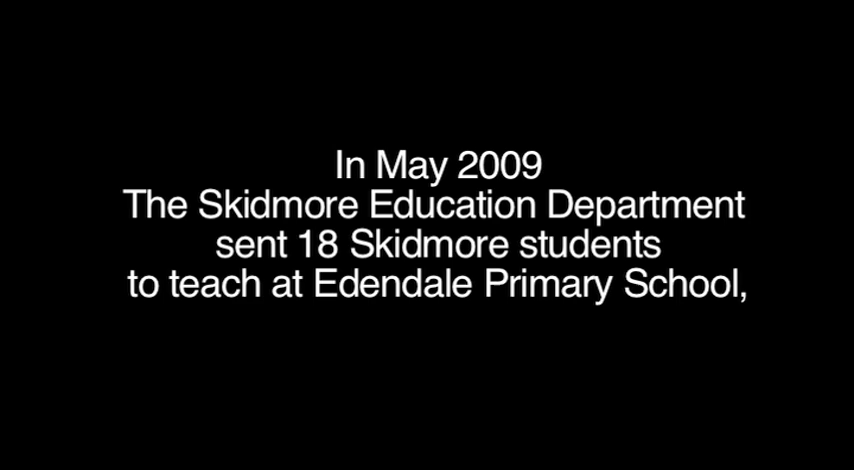 In May 2009
The Skidmore Education Department
sent 18 Skidmore students
to teach at Edendale Primary School,